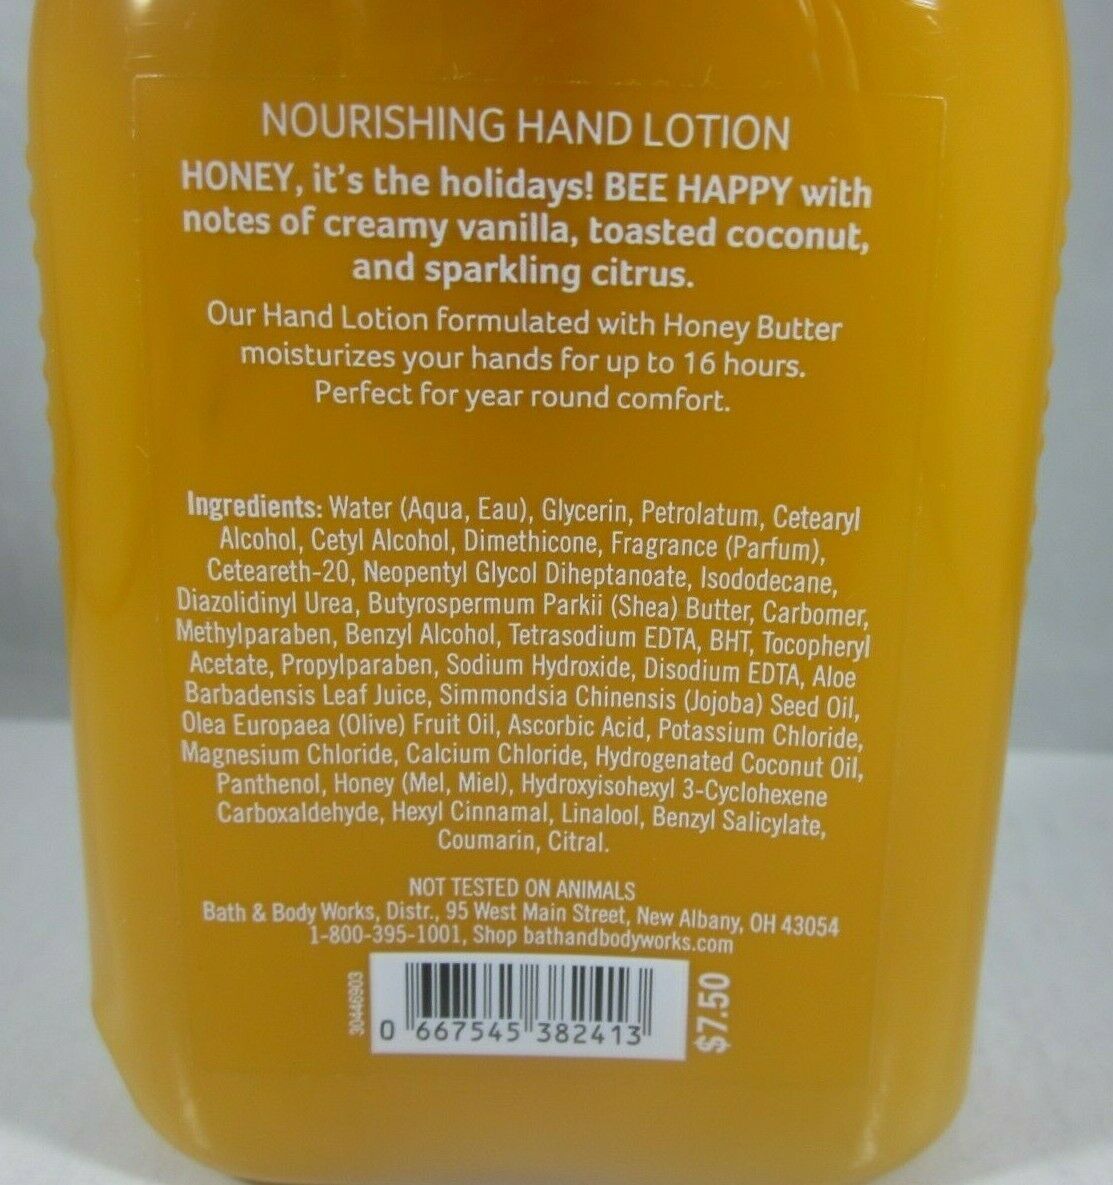 NOURISHING HAND LOTION
HONEY, it's the holidays! BEE HAPPY with
notes of creamy vanilla, toasted coconut,
and sparkling citrus.
Our Hand Lotion formulated with Honey Butter
moisturizes your hands for up to 16 hours.
Perfect for year round comfort.
Ingredients: Water (Aqua, Eau), Glycerin, Petrolatum, Cetearyl
Alcohol, Cetyl Alcohol, Dimethicone, Fragrance (Parfum),
Ceteareth-20, Neopentyl Glycol Diheptanoate, Isododecane,
Diazolidinyl Urea, Butyrospermum Parkii (Shea) Butter, Carbomer,
Methylparaben, Benzyl Alcohol, Tetrasodium EDTA, BHT, Tocopheryl
Acetate, Propylparaben, Sodium Hydroxide, Disodium EDTA, Aloe
Barbadensis Leaf Juice, Simmondsia Chinensis (Jojoba) Seed Oil,
Olea Europaea (Olive) Fruit Oil, Ascorbic Acid, Potassium Chloride,
Magnesium Chloride, Calcium Chloride, Hydrogenated Coconut Oil,
Panthenol, Honey (Mel, Miel), Hydroxyisohexyl 3-Cyclohexene
Carboxaldehyde, Hexyl Cinnamal, Linalool, Benzyl Salicylate,
Coumarin, Citral.
NOT TESTED ON ANIMALS
Bath & Body Works, Distr., 95 West Main Street, New Albany, OH 43054
1-800-395-1001, Shop bathandbodyworks.com
30446903
0 667545 382413
$7.50